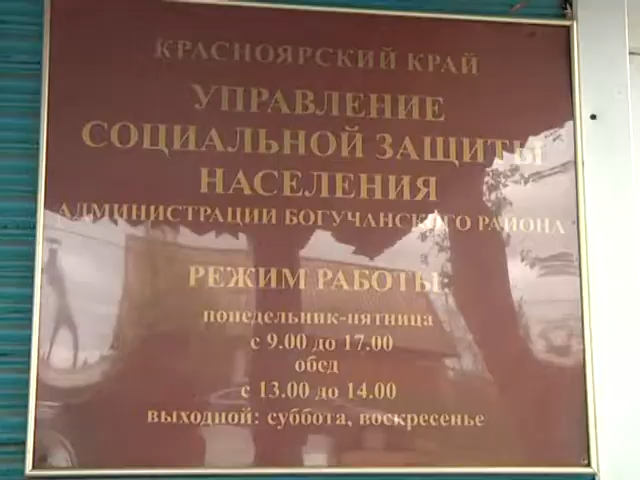 КРАСНОЯРСКИЙ КРАЙ
УПРАВЛЕНИЕ
СОЦИАЛЬНОЙ ЗАЩИТЫ
НАСЕЛЕНИЯ
АДМИНИСТРАЦИИ БОГУЧАНСКОГО РАЙОНА
РЕЖИМ РАБОТЫ:
понедельник-пятница
с 9.00 до 17.00
обед
с 13.00 до 14.00
выходной: суббота, воскресенье